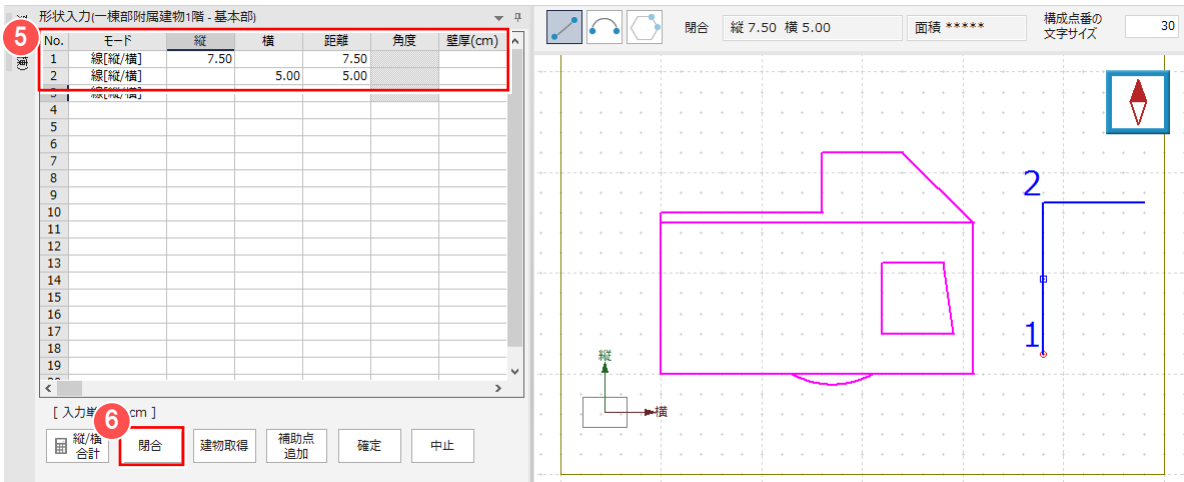 形状入力(一棟部附属建物1階 - 基本部)
5
No. モード 縦 横 距離 角度 壁厚(cm)
1 線[縦/横] 7.50 7.50
2 線[縦/横] 5.00 5.00
3 線[縦/横]
4
5
6
7
8
9
10
11
12
13
14
15
16
17
18
19
[ 入力単 cm ]
6
縦/横
合計
閉合
建物取得
補助点
追加
確定
中止
閉合 縦 7.50 横 5.00
面積 *****
構成点番の
文字サイズ
30
2
1
縦
横